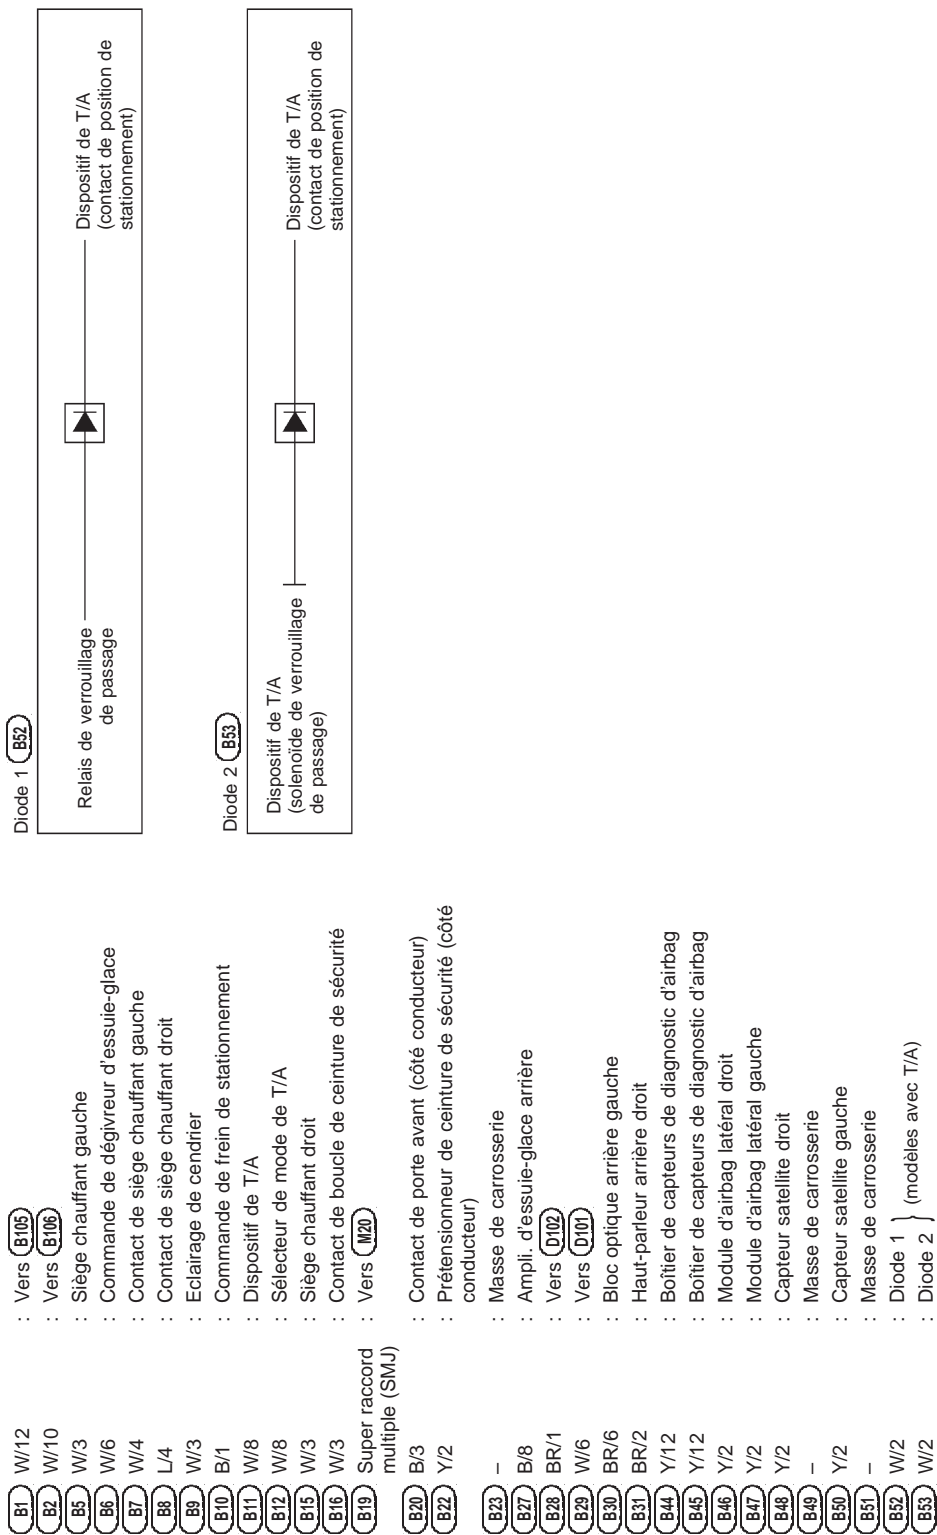 B1 W/12 : Vers B105
B2 W/10 : Vers B106
B5 W/3 : Siège chauffant gauche
B6 W/6 : Commande de dégivreur d'essuie-glace
B7 W/4 : Contact de siège chauffant gauche
B8 L/4 : Contact de siège chauffant droit
B9 W/3 : Eclairage de cendrier
B10 B/1 : Commande de frein de stationnement
B11 W/8 : Dispositif de T/A
B12 W/8 : Sélecteur de mode de T/A
B15 W/3 : Siège chauffant droit
B16 W/3 : Contact de boucle de ceinture de sécurité
B19 Super raccord : Vers M20
multiple (SMJ)
B20 B/3 : Contact de porte avant (côté conducteur)
B22 Y/2 : Prétensionneur de ceinture de sécurité (côté
conducteur)
B23 – : Masse de carrosserie
B27 B/8 : Ampli. d'essuie-glace arrière
B28 BR/1 : Vers D102
B29 W/6 : Vers D101
B30 BR/6 : Bloc optique arrière gauche
B31 BR/2 : Haut-parleur arrière droit
B44 Y/12 : Boîtier de capteurs de diagnostic d'airbag
B45 Y/12 : Boîtier de capteurs de diagnostic d'airbag
B46 Y/2 : Module d'airbag latéral droit
B47 Y/2 : Module d'airbag latéral gauche
B48 Y/2 : Capteur satellite droit
B49 – : Masse de carrosserie
B50 Y/2 : Capteur satellite gauche
B51 – : Masse de carrosserie
B52 W/2 : Diode 1
(modèles avec T/A)
B53 W/2 : Diode 2
Diode 1 B52
Relais de verrouillage
de passage
Dispositif de T/A
(contact de position de
stationnement)
Diode 2 B53
Dispositif de T/A
(solenoïde de verrouillage
de passage)
Dispositif de T/A
(contact de position de
stationnement)